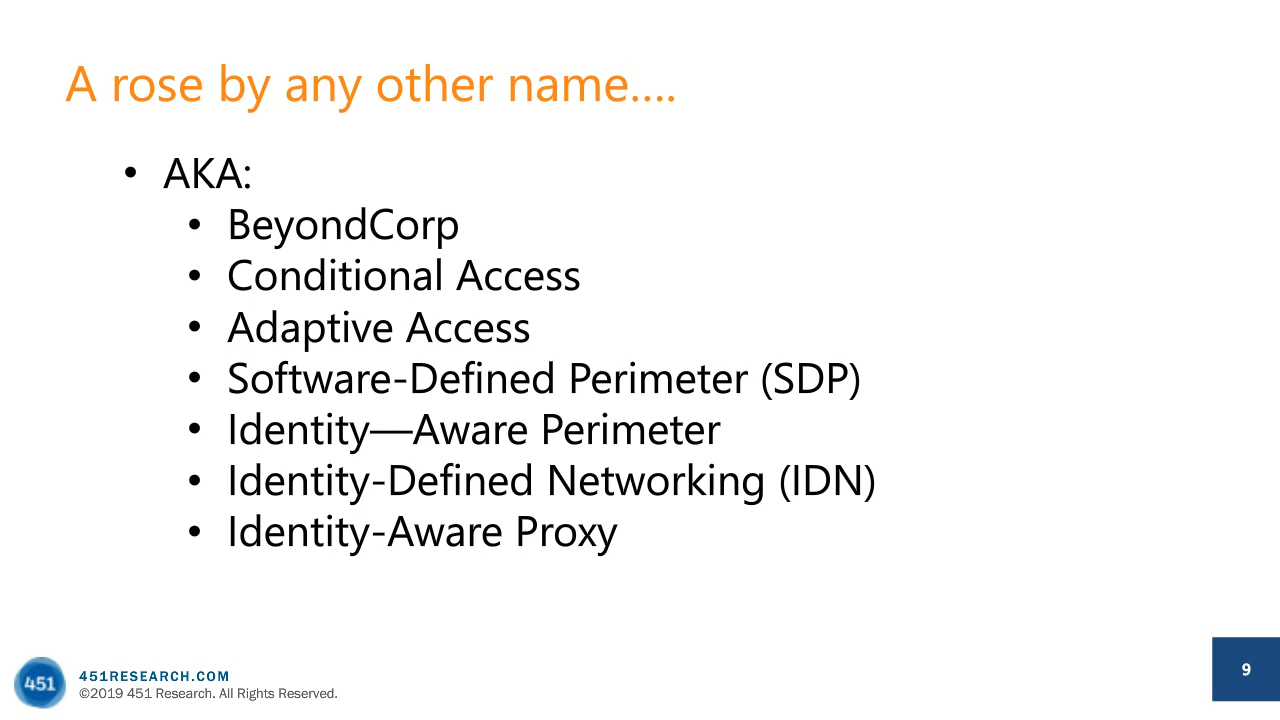 A rose by any other name….
• AKA:
• BeyondCorp
• Conditional Access
• Adaptive Access
• Software-Defined Perimeter (SDP)
• Identity—Aware Perimeter
• Identity-Defined Networking (IDN)
• Identity-Aware Proxy
451
451RESEARCH.COM
©2019 451 Research. All Rights Reserved.
9